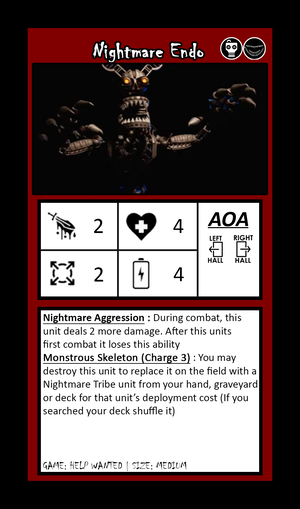 Nightmare Endo
2
4
AOA
LEFT RIGHT
HALL HALL
2
4
Nightmare Aggression : During combat, this
unit deals 2 more damage. After this units
first combat it loses this ability
Monstrous Skeleton (Charge 3) : You may
destroy this unit to replace it on the field with a
Nightmare Tribe unit from your hand, graveyard
or deck for that unit's deployment cost (If you
searched your deck shuffle it)
GAME: HELP WANTED | SIZE: MEDIUM